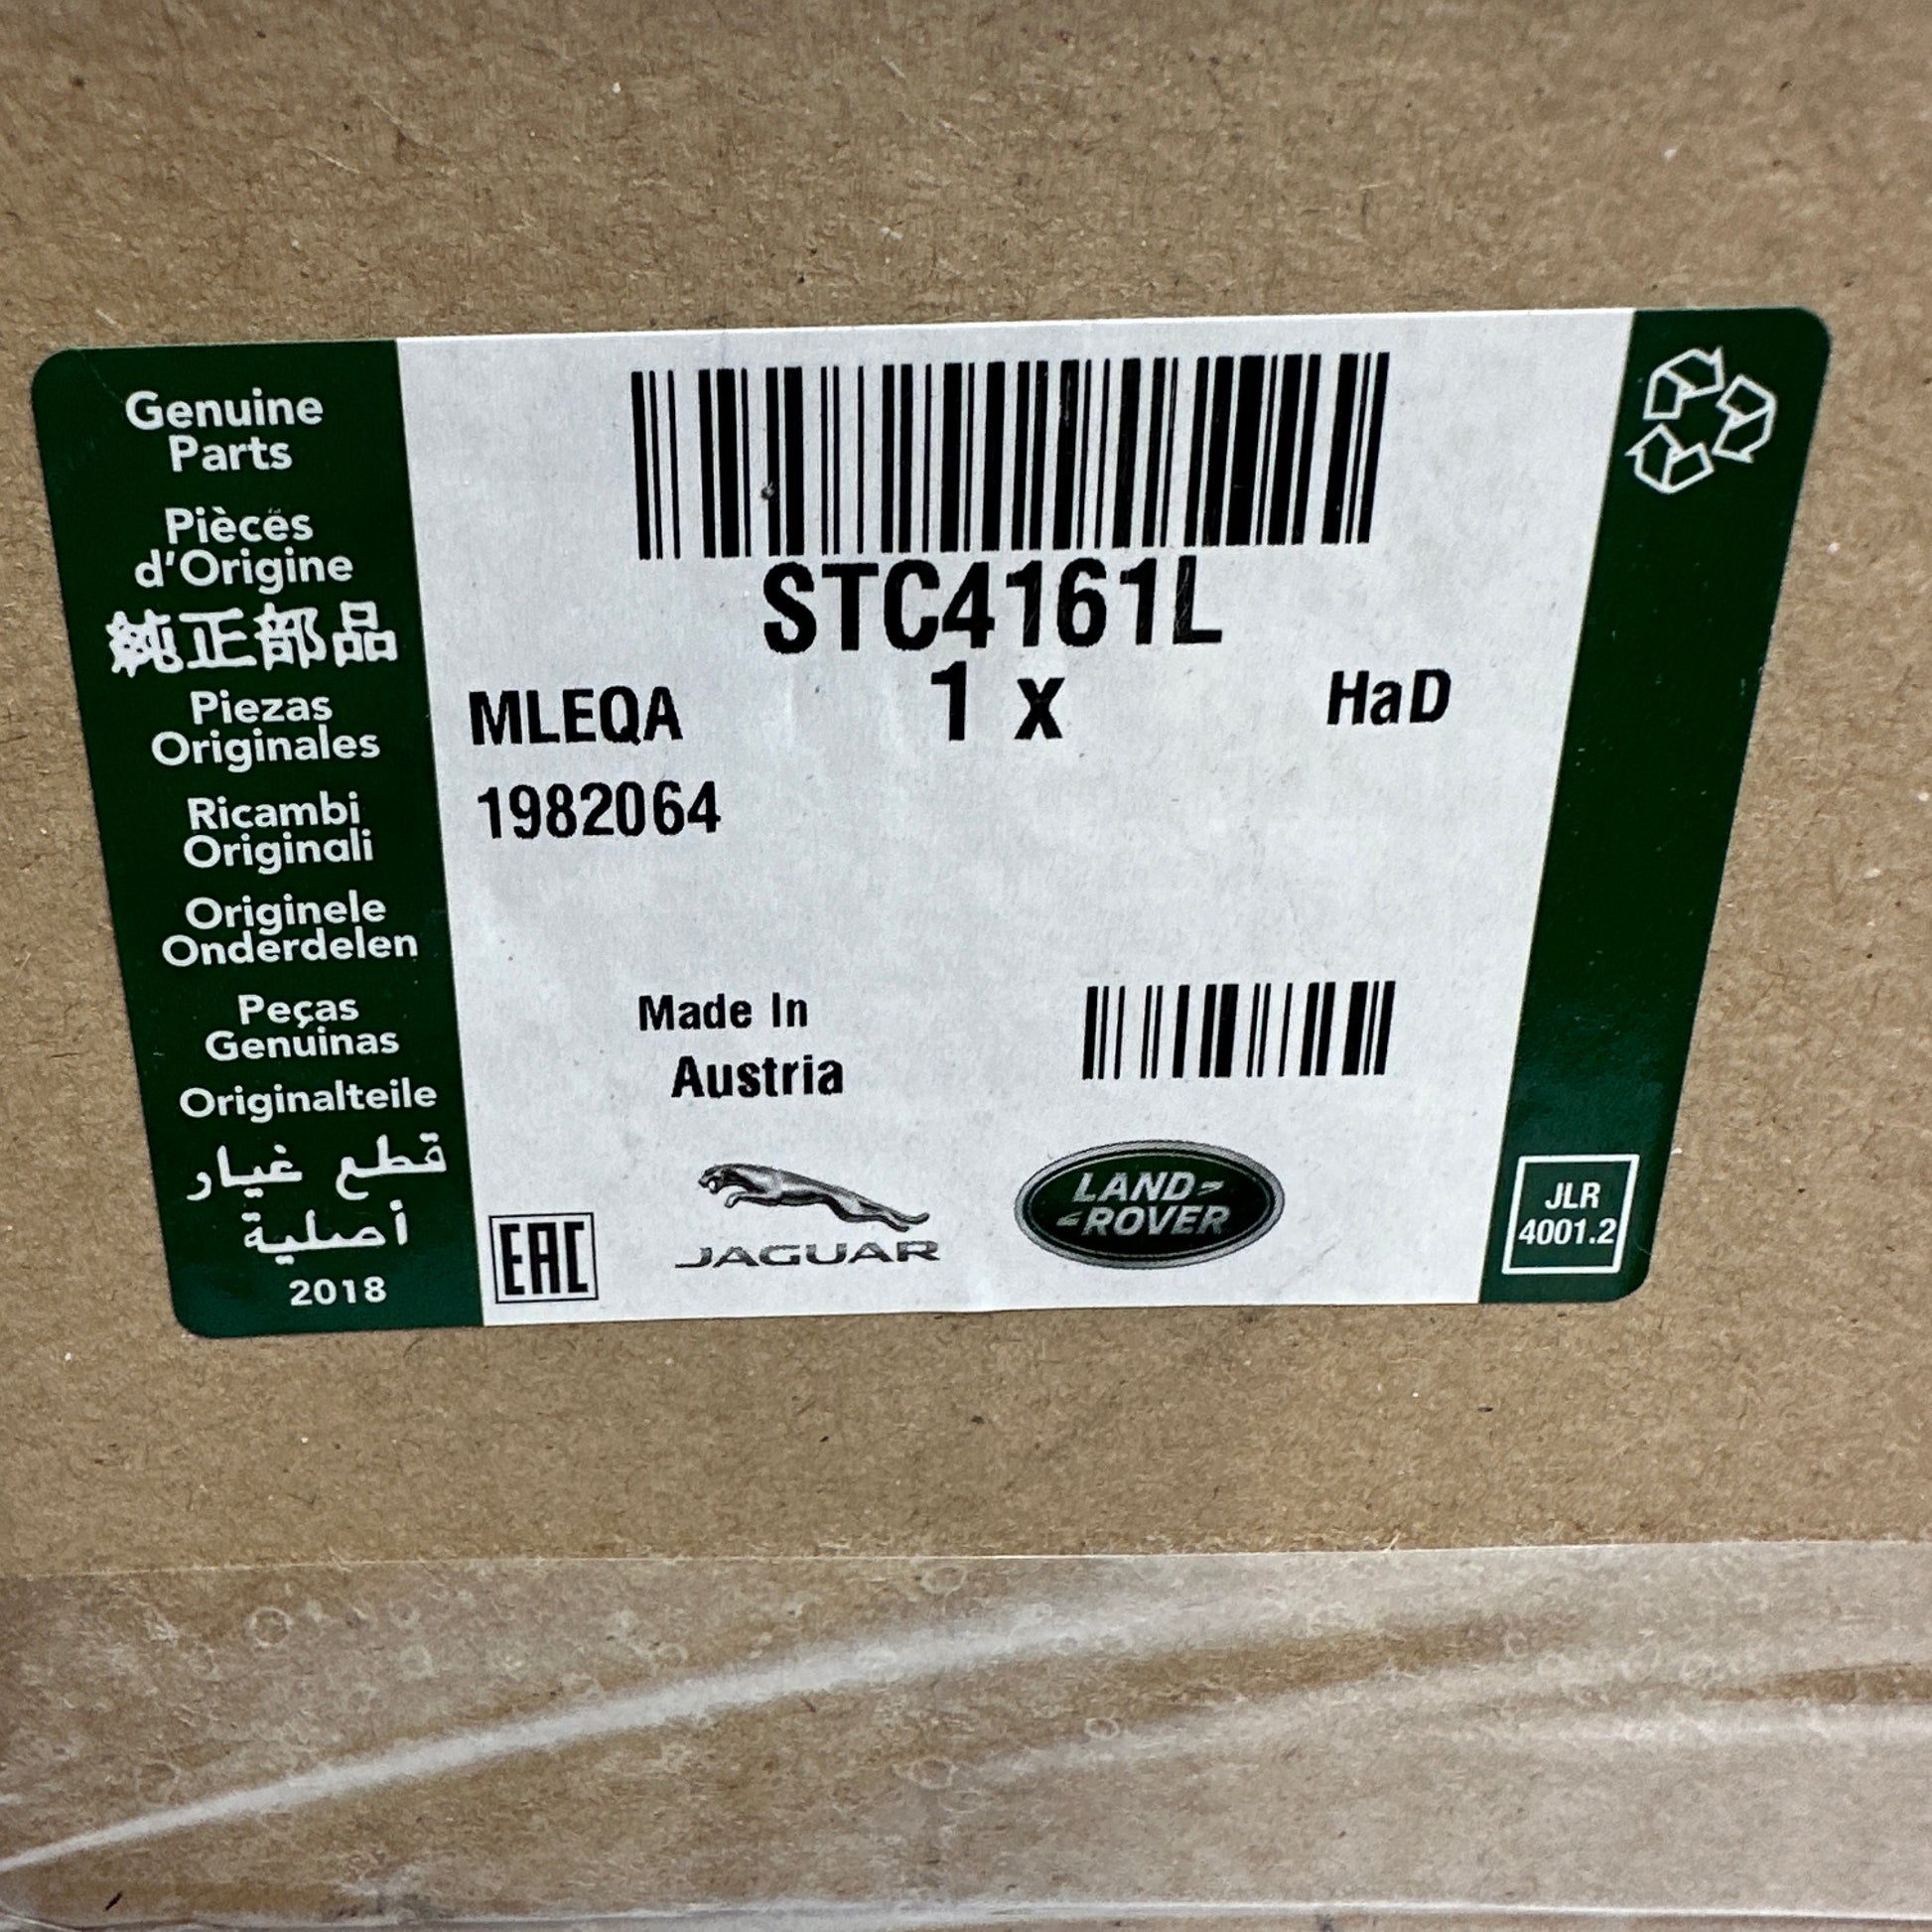 Genuine
Parts
Pièces
d'Origine
純正部品
Piezas
Originales
Ricambi
Originali
Originele
Onderdelen
Peças
Genuinas
Originalteile
قطع غيار
أصلية
2018
STC4161L
MLEQA 1 x HaD
1982064
Made In
Austria
EAC
JAGUAR
LAND-
-ROVER
JLR
4001.2